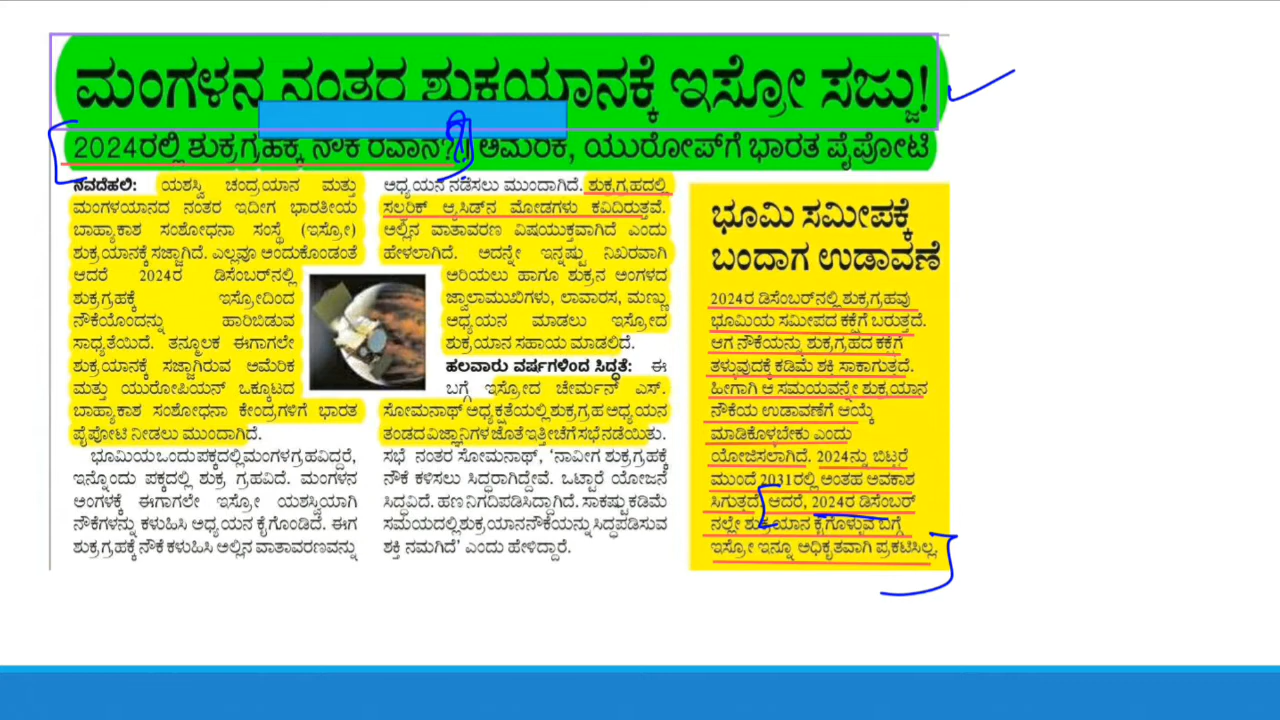 ಮಂಗಳನ ನಂತರ ಶುಕ್ರಯಾನಕ್ಕೆ ಇಸ್ರೋ ಸಜ್ಜು!
2024ರಲ್ಲಿ ಶುಕ್ರಗ್ರಹಕ್ಕೆ ನೌಕೆ ರವಾನೆ? ಅಮೆರಿಕ, ಯುರೋಪ್‌ಗೆ ಭಾರತ ಪೈಪೋಟಿ
ನವದೆಹಲಿ: ಯಶಸ್ವಿ ಚಂದ್ರಯಾನ ಮತ್ತು
ಮಂಗಳಯಾನದ ನಂತರ ಇದೀಗ ಭಾರತೀಯ
ಬಾಹ್ಯಾಕಾಶ ಸಂಶೋಧನಾ ಸಂಸ್ಥೆ (ಇಸ್ರೋ)
ಶುಕ್ರಯಾನಕ್ಕೆ ಸಜ್ಜಾಗಿದೆ. ಎಲ್ಲವೂ ಅಂದುಕೊಂಡಂತೆ
ಆದರೆ 2024ರ ಡಿಸೆಂಬರ್‌ನಲ್ಲಿ
ಶುಕ್ರಗ್ರಹಕ್ಕೆ ಇಸ್ರೋದಿಂದ
ನೌಕೆಯೊಂದನ್ನು ಹಾರಿಬಿಡುವ
ಸಾಧ್ಯತೆಯಿದೆ. ತನ್ಮೂಲಕ ಈಗಾಗಲೇ
ಶುಕ್ರಯಾನಕ್ಕೆ ಸಜ್ಜಾಗಿರುವ ಅಮೆರಿಕ
ಮತ್ತು ಯುರೋಪಿಯನ್ ಒಕ್ಕೂಟದ
ಬಾಹ್ಯಾಕಾಶ ಸಂಶೋಧನಾ ಕೇಂದ್ರಗಳಿಗೆ ಭಾರತ
ಪೈಪೋಟಿ ನೀಡಲು ಮುಂದಾಗಿದೆ.
ಭೂಮಿಯ ಒಂದು ಪಕ್ಕದಲ್ಲಿ ಮಂಗಳಗ್ರಹವಿದ್ದರೆ,
ಇನ್ನೊಂದು ಪಕ್ಕದಲ್ಲಿ ಶುಕ್ರ ಗ್ರಹವಿದೆ. ಮಂಗಳನ
ಅಂಗಳಕ್ಕೆ ಈಗಾಗಲೇ ಇಸ್ರೋ ಯಶಸ್ವಿಯಾಗಿ
ನೌಕೆಗಳನ್ನು ಕಳುಹಿಸಿ ಅಧ್ಯಯನ ಕೈಗೊಂಡಿದೆ. ಈಗ
ಶುಕ್ರಗ್ರಹಕ್ಕೆ ನೌಕೆ ಕಳುಹಿಸಿ ಅಲ್ಲಿನ ವಾತಾವರಣವನ್ನು
ಅಧ್ಯಯನ ನಡೆಸಲು ಮುಂದಾಗಿದೆ. ಶುಕ್ರಗ್ರಹದಲ್ಲಿ
ಸಲ್ಫರಿಕ್ ಆ್ಯಸಿಡ್‌ನ ಮೋಡಗಳು ಕವಿದಿರುತ್ತವೆ.
ಅಲ್ಲಿನ ವಾತಾವರಣ ವಿಷಯುಕ್ತವಾಗಿದೆ ಎಂದು
ಹೇಳಲಾಗಿದೆ. ಅದನ್ನೇ ಇನ್ನಷ್ಟು ನಿಖರವಾಗಿ
ಅರಿಯಲು ಹಾಗೂ ಶುಕ್ರನ ಅಂಗಳದ
ಜ್ವಾಲಾಮುಖಿಗಳು, ಲಾವಾರಸ, ಮಣ್ಣು
ಅಧ್ಯಯನ ಮಾಡಲು ಇಸ್ರೋದ
ಶುಕ್ರಯಾನ ಸಹಾಯ ಮಾಡಲಿದೆ.
ಹಲವಾರು ವರ್ಷಗಳಿಂದ ಸಿದ್ಧತೆ: ಈ
ಬಗ್ಗೆ ಇಸ್ರೋದ ಚೇರ್ಮನ್ ಎಸ್.
ಸೋಮನಾಥ್ ಅಧ್ಯಕ್ಷತೆಯಲ್ಲಿ ಶುಕ್ರಗ್ರಹ ಅಧ್ಯಯನ
ತಂಡದ ವಿಜ್ಞಾನಿಗಳ ಜೊತೆ ಇತ್ತೀಚೆಗೆ ಸಭೆ ನಡೆಯಿತು.
ಸಭೆ ನಂತರ ಸೋಮನಾಥ್, ‘ನಾವೀಗ ಶುಕ್ರಗ್ರಹಕ್ಕೆ
ನೌಕೆ ಕಳಿಸಲು ಸಿದ್ಧರಾಗಿದ್ದೇವೆ. ಒಟ್ಟಾರೆ ಯೋಜನೆ
ಸಿದ್ಧವಿದೆ. ಹಣ ನಿಗದಿಪಡಿಸಿದ್ದಾಗಿದೆ. ಸಾಕಷ್ಟು ಕಡಿಮೆ
ಸಮಯದಲ್ಲಿ ಶುಕ್ರಯಾನ ನೌಕೆಯನ್ನು ಸಿದ್ಧಪಡಿಸುವ
ಶಕ್ತಿ ನಮಗಿದೆ’ ಎಂದು ಹೇಳಿದ್ದಾರೆ.
ಭೂಮಿ ಸಮೀಪಕ್ಕೆ
ಬಂದಾಗ ಉಡಾವಣೆ
2024ರ ಡಿಸೆಂಬರ್‌ನಲ್ಲಿ ಶುಕ್ರಗ್ರಹವು
ಭೂಮಿಯ ಸಮೀಪದ ಕಕ್ಷೆಗೆ ಬರುತ್ತದೆ.
ಆಗ ನೌಕೆಯನ್ನು ಶುಕ್ರಗ್ರಹದ ಕಕ್ಷೆಗೆ
ತಳ್ಳುವುದಕ್ಕೆ ಕಡಿಮೆ ಶಕ್ತಿ ಸಾಕಾಗುತ್ತದೆ.
ಹೀಗಾಗಿ ಆ ಸಮಯವನ್ನೇ ಶುಕ್ರಯಾನ
ನೌಕೆಯ ಉಡಾವಣೆಗೆ ಆಯ್ಕೆ
ಮಾಡಿಕೊಳ್ಳಬೇಕು ಎಂದು
ಯೋಜಿಸಲಾಗಿದೆ. 2024ನ್ನು ಬಿಟ್ಟರೆ
ಮುಂದೆ 2031ರಲ್ಲಿ ಅಂತಹ ಅವಕಾಶ
ಸಿಗುತ್ತದೆ. ಆದರೆ, 2024ರ ಡಿಸೆಂಬರ್
ನಲ್ಲೇ ಶುಕ್ರಯಾನ ಕೈಗೊಳ್ಳುವ ಬಗ್ಗೆ
ಇಸ್ರೋ ಇನ್ನೂ ಅಧಿಕೃತವಾಗಿ ಪ್ರಕಟಿಸಿಲ್ಲ.